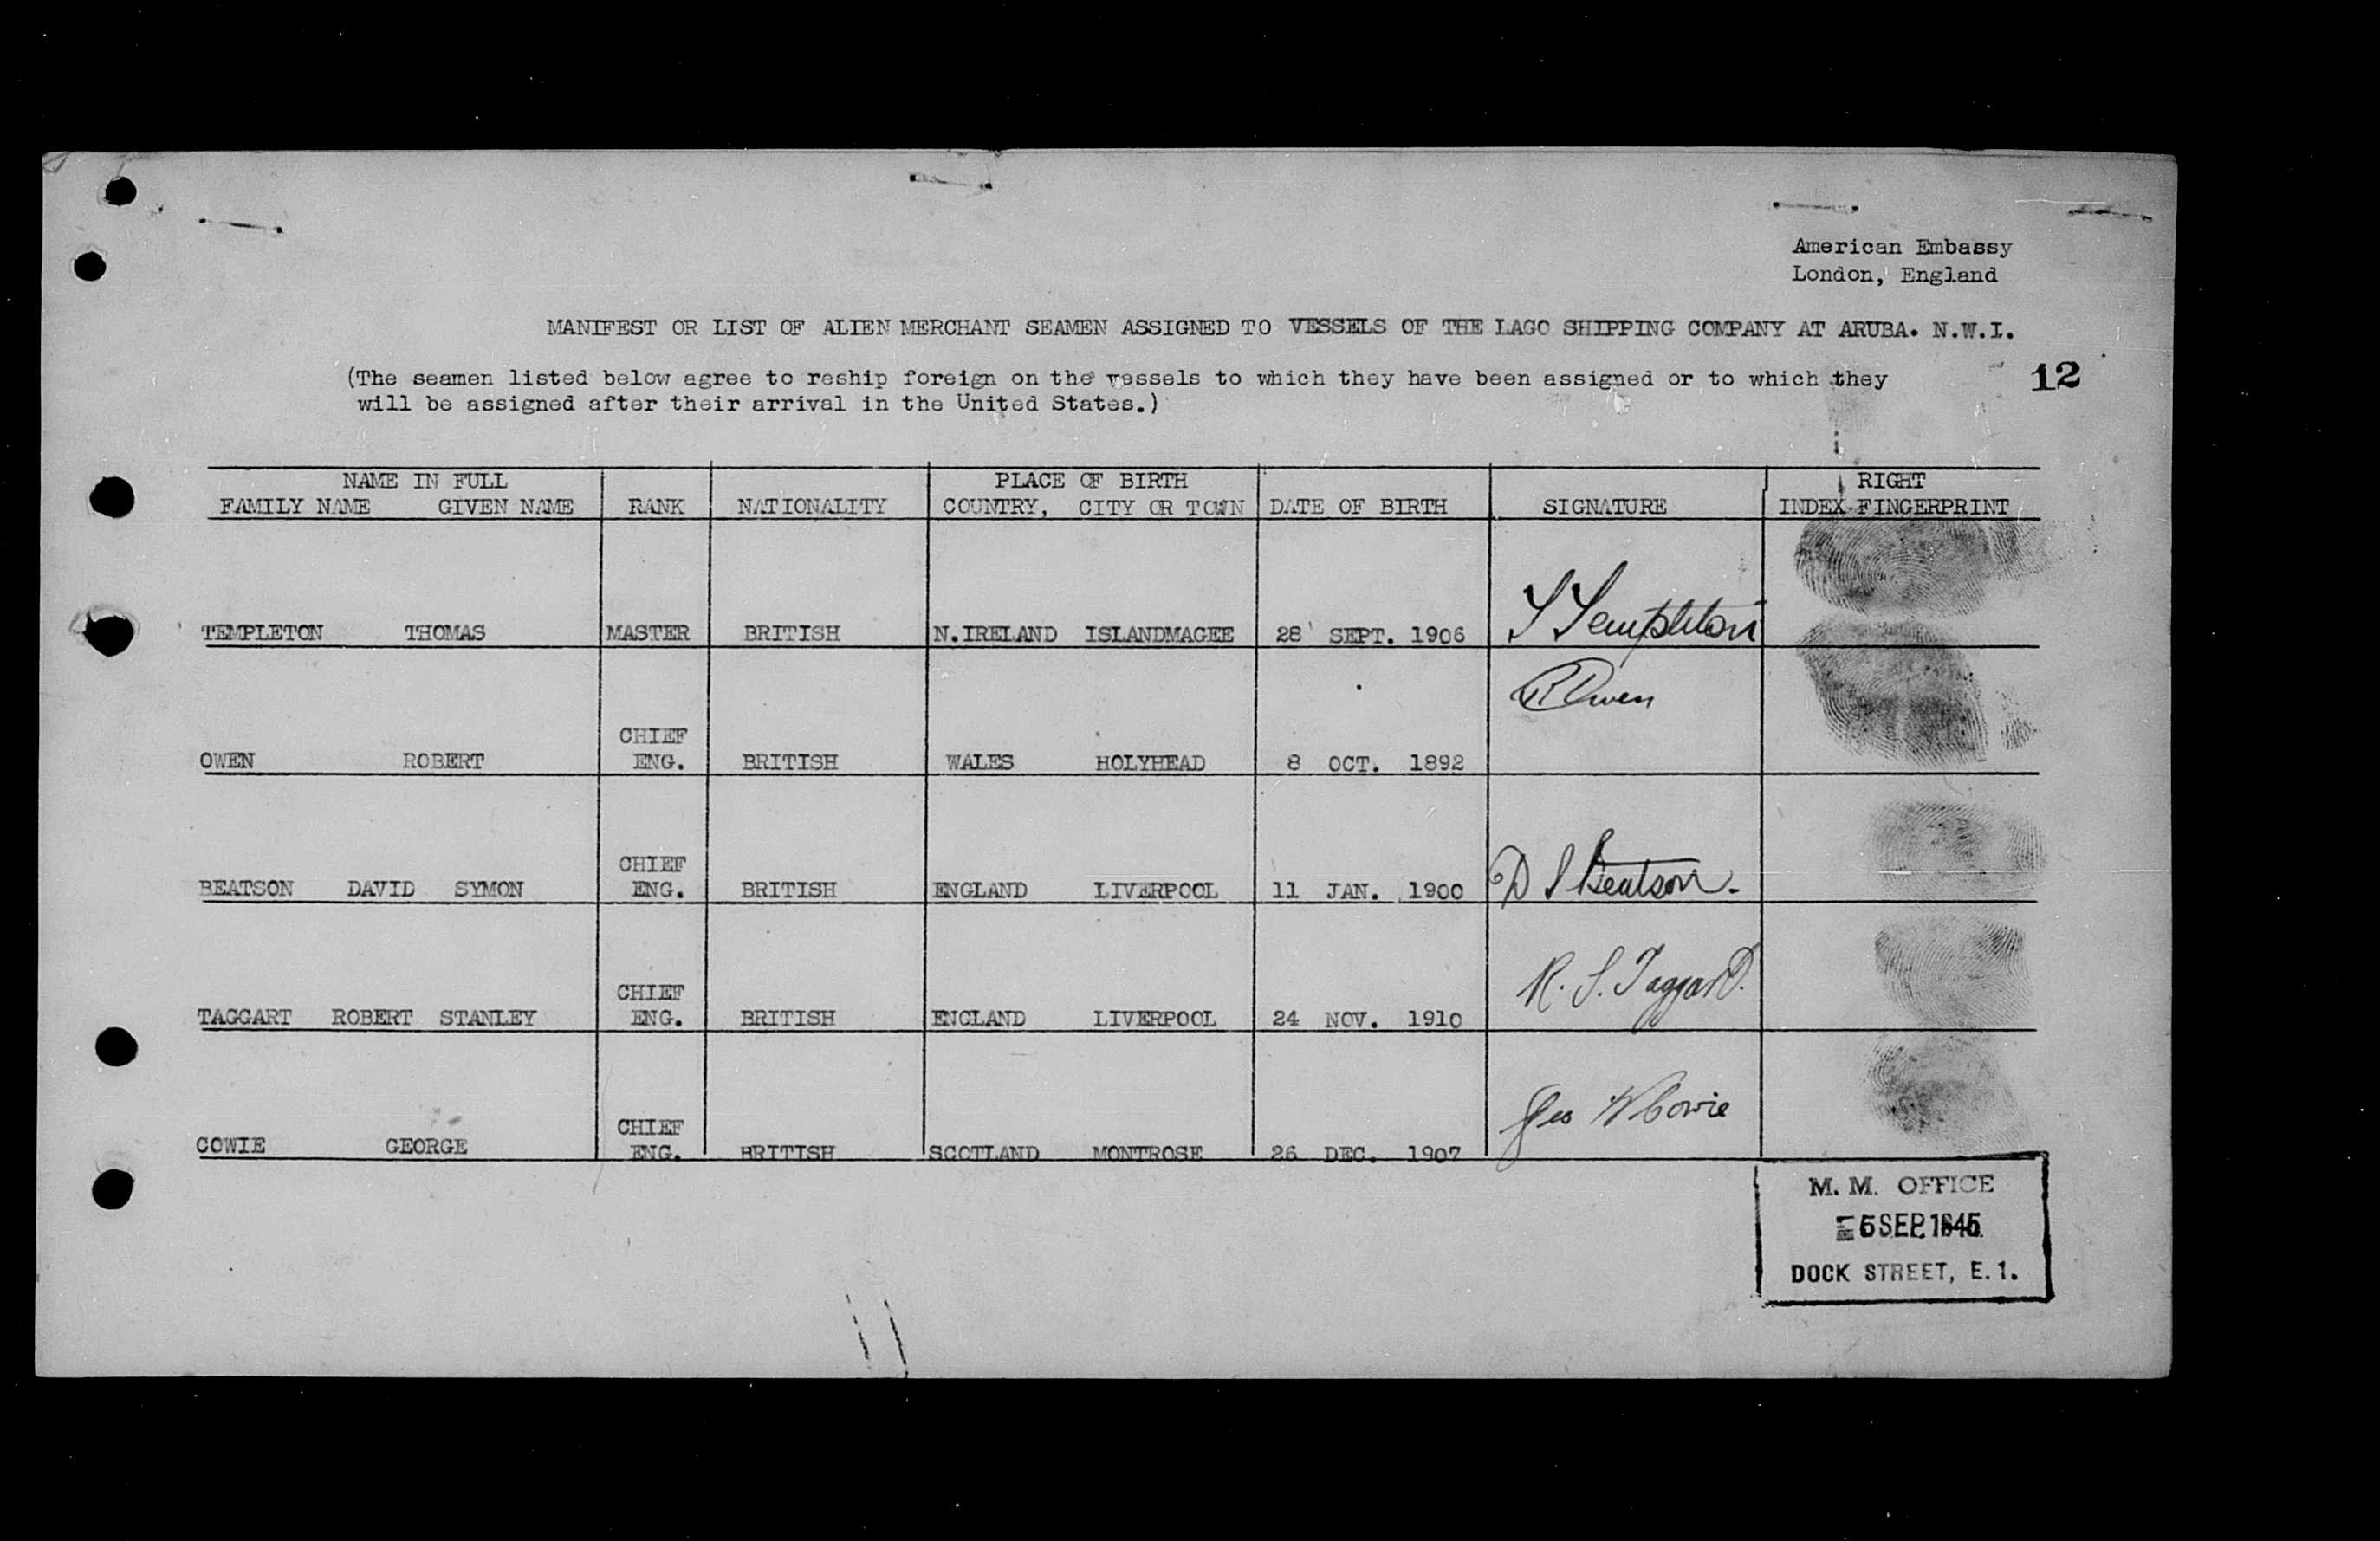 American Embassy
London, England
MANIFEST OR LIST OF ALIEN MERCHANT SEAMEN ASSIGNED TO VESSELS OF THE LAGO SHIPPING COMPANY AT ARUBA. N.W.I.
(The seamen listed below agree to reship foreign on the vessels to which they have been assigned or to which they
will be assigned after their arrival in the United States.)
12
NAME IN FULL PLACE OF BIRTH RIGHT
FAMILY NAME GIVEN NAME RANK NATIONALITY COUNTRY, CITY OR TOWN DATE OF BIRTH SIGNATURE INDEX FINGERPRINT
TEMPLETON THOMAS MASTER BRITISH N.IRELAND ISLANDMAGEE 28 SEPT. 1906 T Templeton
R Owen
CHIEF
OWEN ROBERT ENG. BRITISH WALES HOLYHEAD 8 OCT. 1892
CHIEF
BEATSON DAVID SYMON ENG. BRITISH ENGLAND LIVERPOOL 11 JAN. 1900 D S Beatson.
CHIEF R. S. Taggart.
TAGGART ROBERT STANLEY ENG. BRITISH ENGLAND LIVERPOOL 24 NOV. 1910
CHIEF Geo W Cowie
COWIE GEORGE ENG. BRITISH SCOTLAND MONTROSE 26 DEC. 1907
M. M. OFFICE
5 SEP 1945
DOCK STREET, E.1.